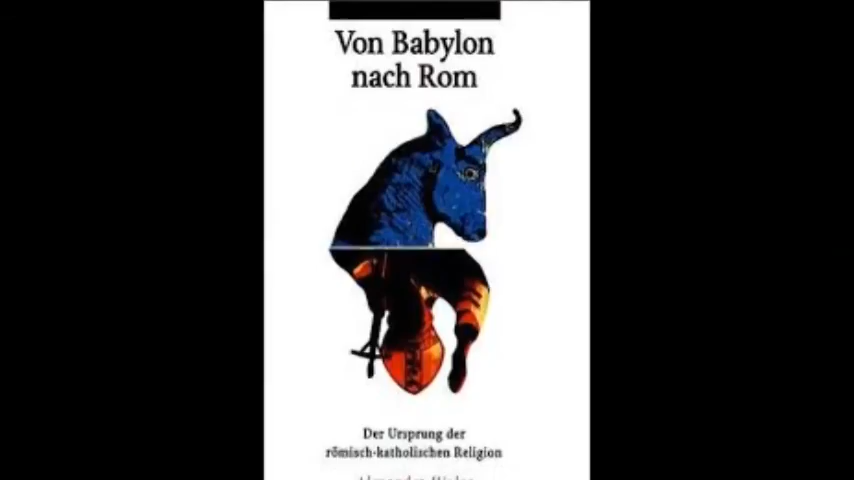 Von Babylon
nach Rom
Der Ursprung der
römisch-katholischen Religion